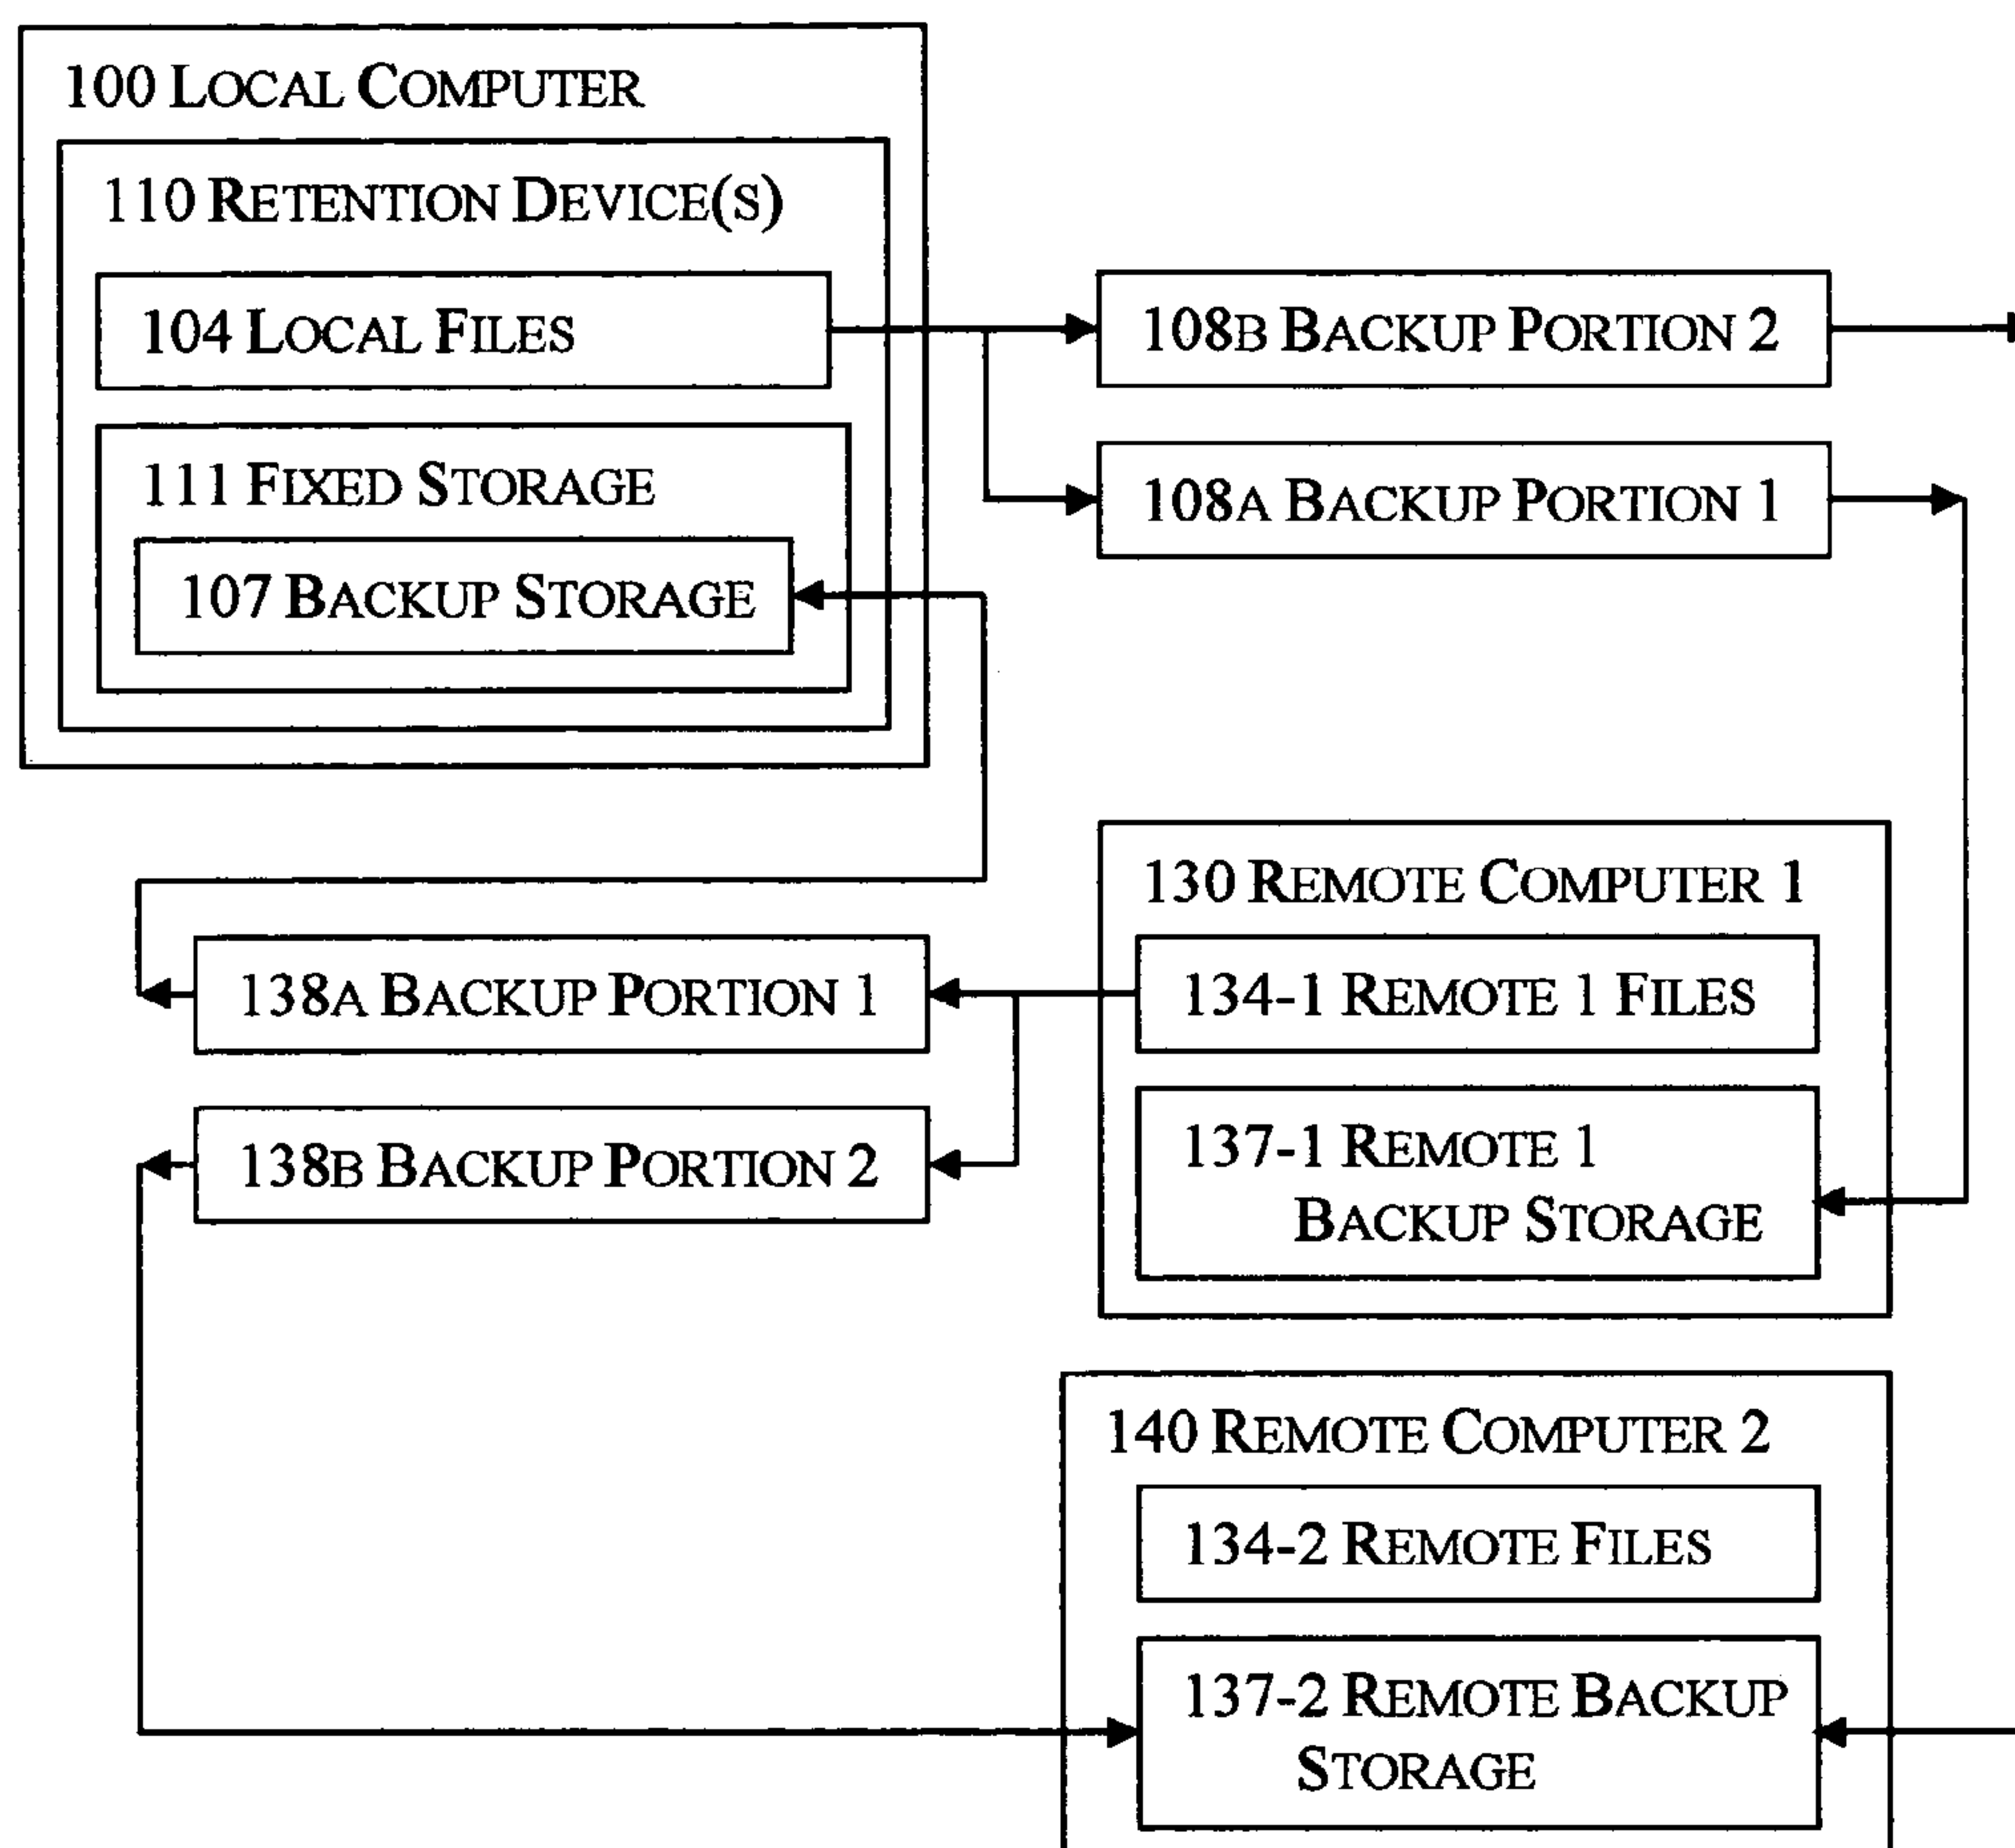 100 LOCAL COMPUTER
110 RETENTION DEVICE(S)
104 LOCAL FILES
108B BACKUP PORTION 2
111 FIXED STORAGE
108A BACKUP PORTION 1
107 BACKUP STORAGE
130 REMOTE COMPUTER 1
138A BACKUP PORTION 1
134-1 REMOTE 1 FILES
138B BACKUP PORTION 2
137-1 REMOTE 1
BACKUP STORAGE
140 REMOTE COMPUTER 2
134-2 REMOTE FILES
137-2 REMOTE BACKUP
STORAGE